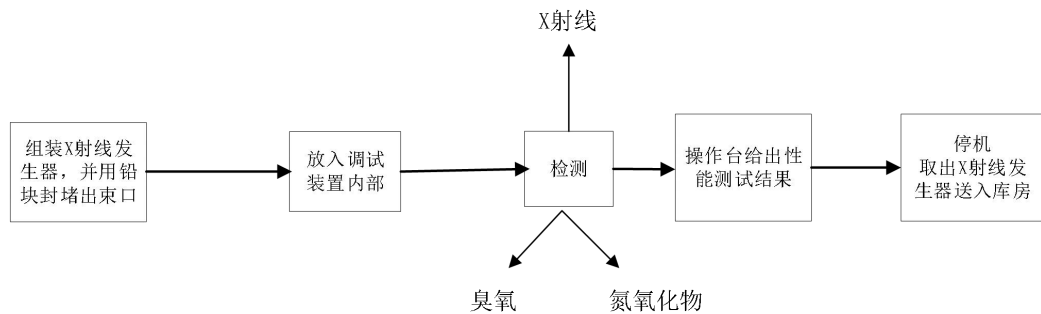 X射线
组装X射线发
生器，并用铅
块封堵出束口
放入调试
装置内部
检测
操作台给出性
能测试结果
停机
取出X射线发
生器送入库房
臭氧
氮氧化物